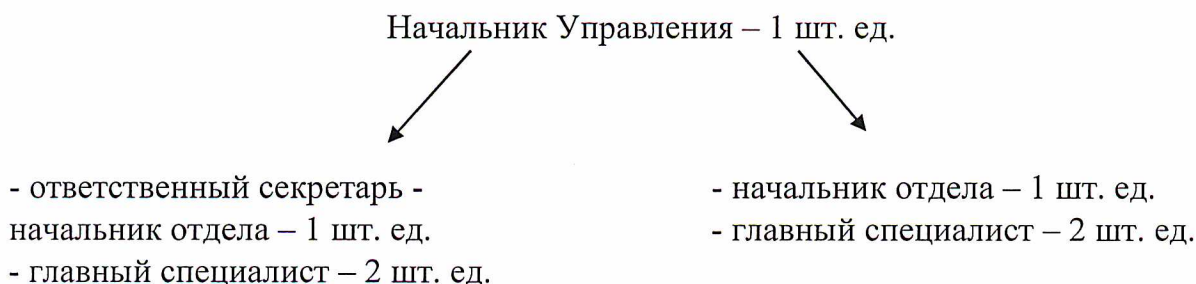 Начальник Управления – 1 шт. ед.
- ответственный секретарь -
начальник отдела – 1 шт. ед.
- главный специалист – 2 шт. ед.
- начальник отдела – 1 шт. ед.
- главный специалист – 2 шт. ед.